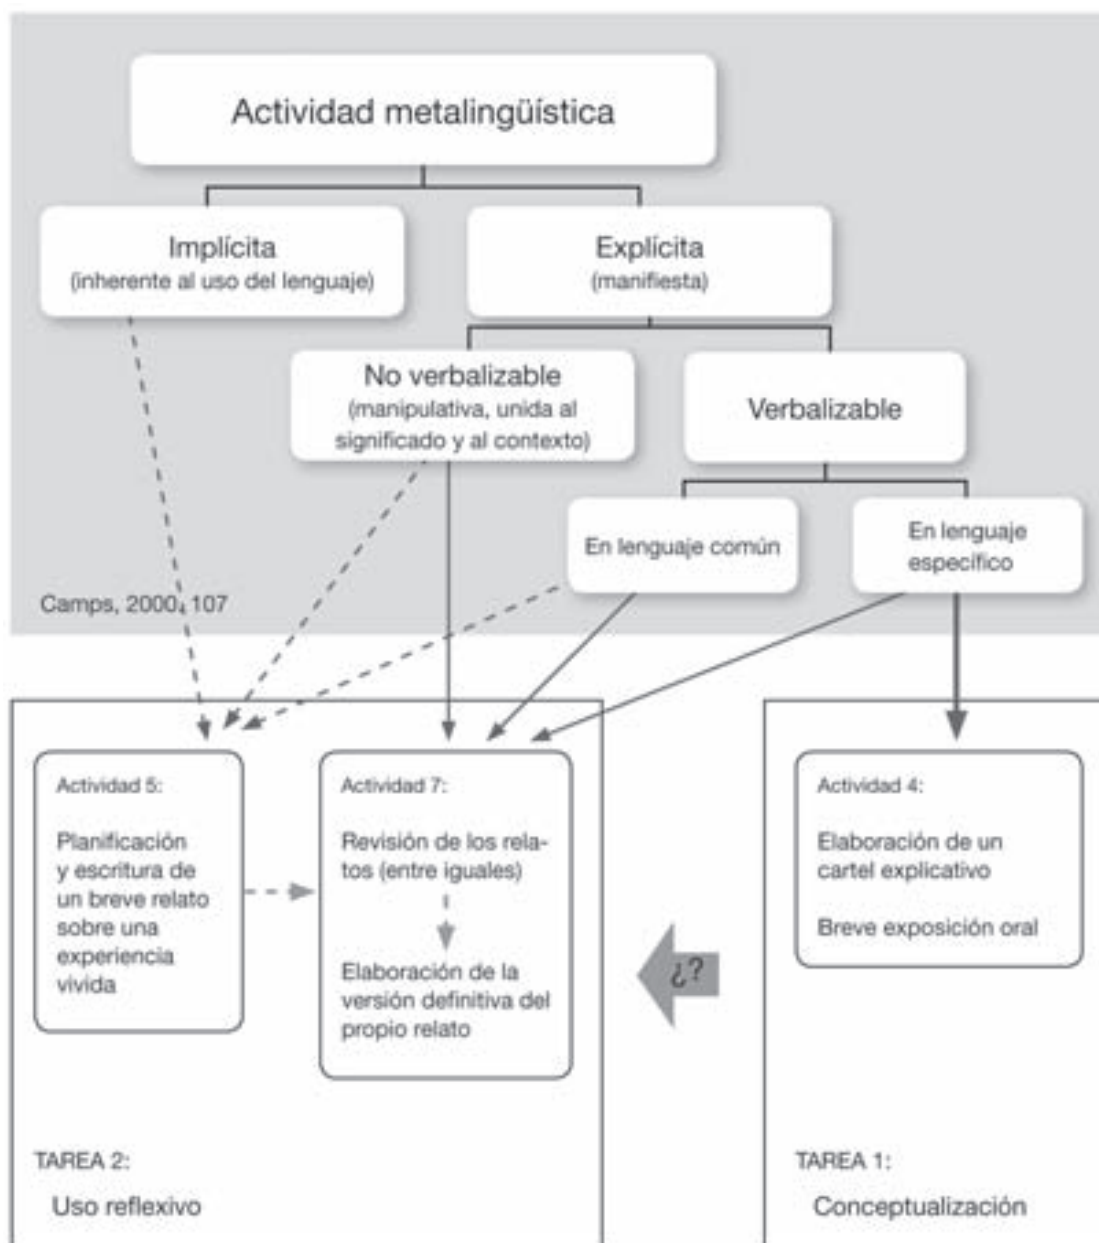 Actividad metalingüística
Implícita
(inherente al uso del lenguaje)
Explícita
(manifiesta)
No verbalizable
(manipulativa, unida al
significado y al contexto)
Verbalizable
En lenguaje común
En lenguaje
específico
Camps, 2000, 107
Actividad 5:
Planificación
y escritura de
un breve relato
sobre una
experiencia
vivida
Actividad 7:
Revisión de los rela-
tos (entre iguales)
Elaboración de la
versión definitiva del
propio relato
¿?
Actividad 4:
Elaboración de un
cartel explicativo
Breve exposición oral
TAREA 2:
Uso reflexivo
TAREA 1:
Conceptualización